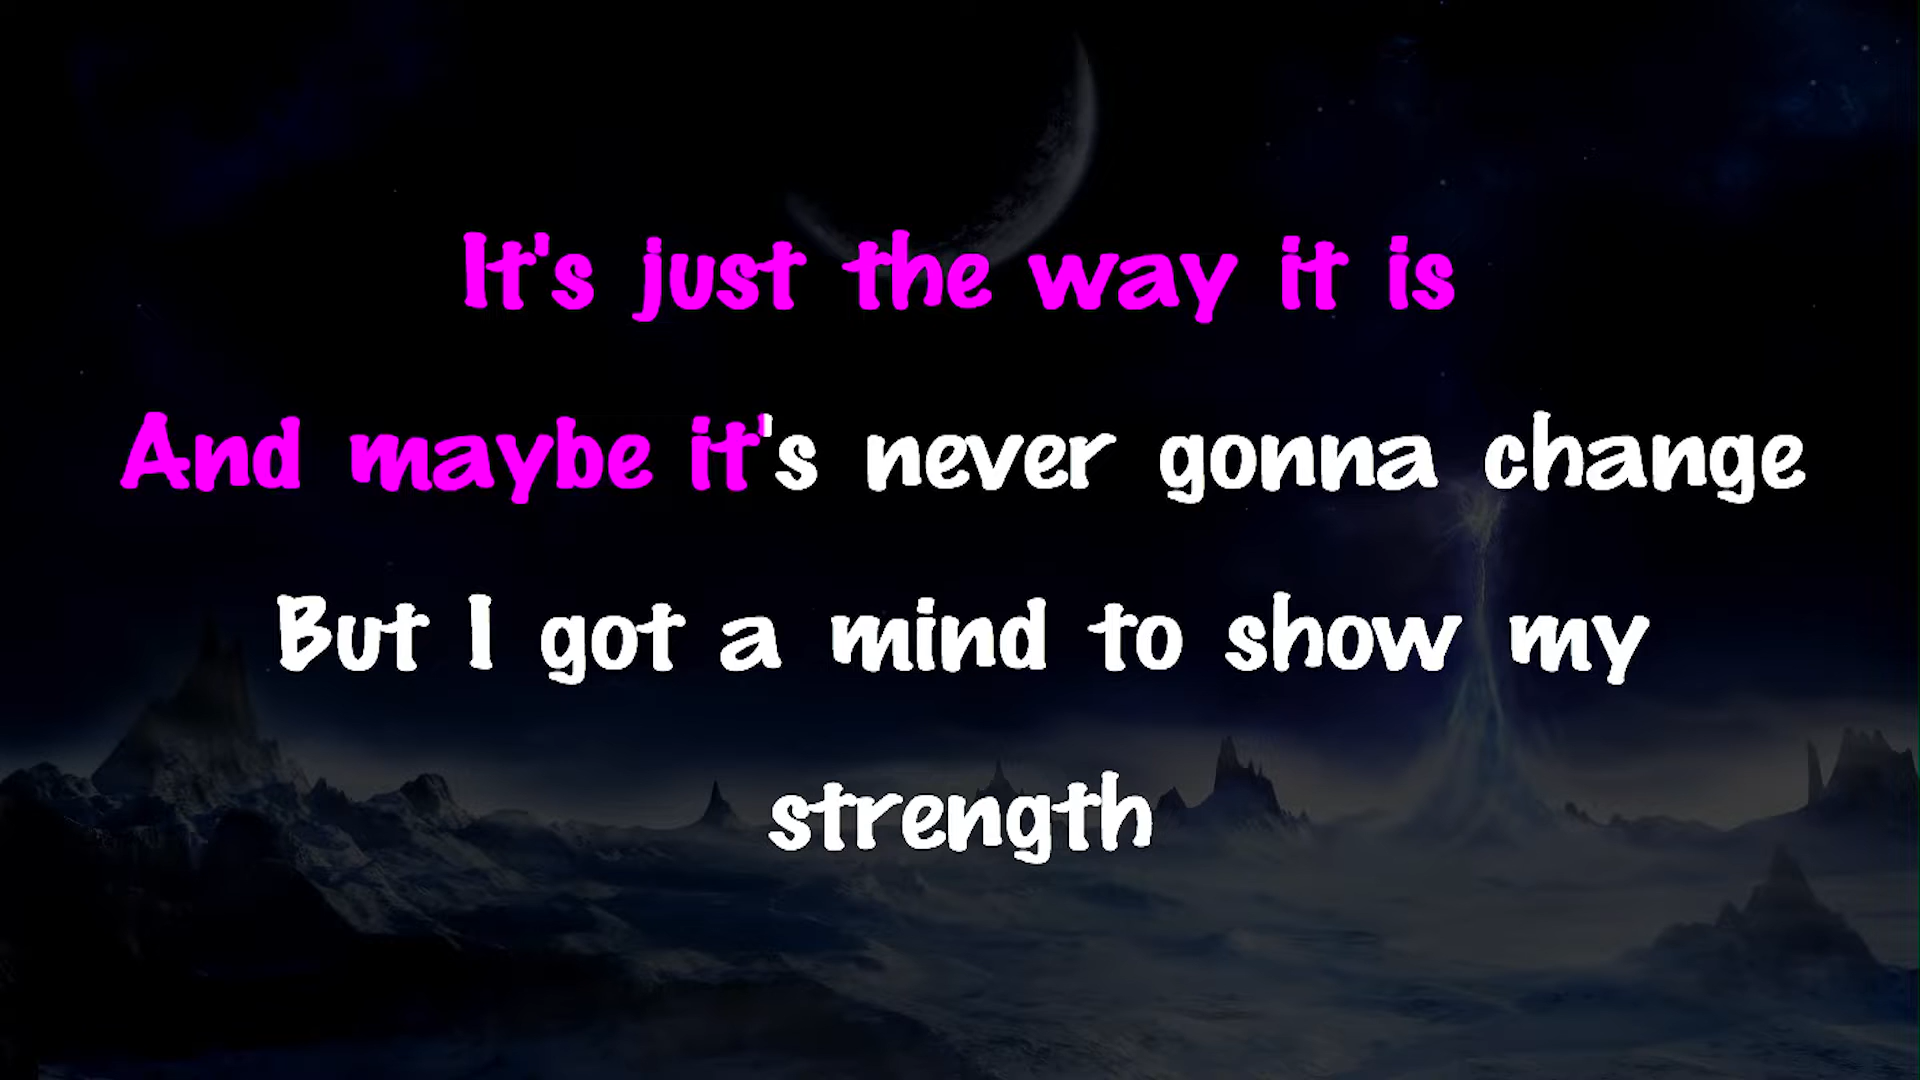 It's just the way it is
And maybe it's never gonna change
But I got a mind to show my
strength